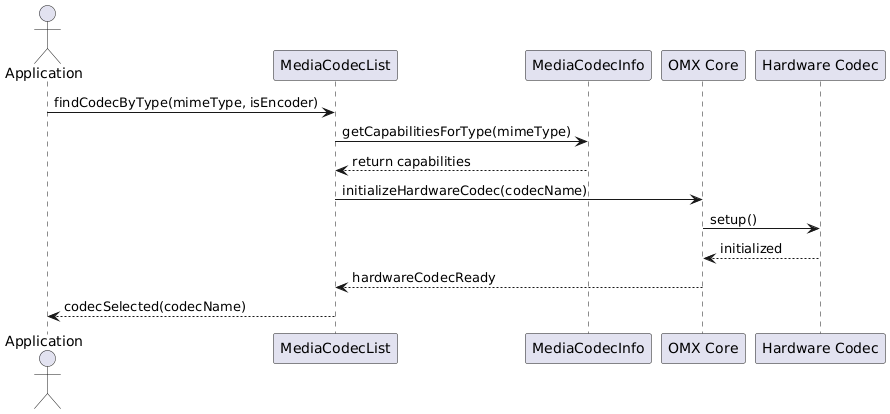 Application
MediaCodecList
MediaCodecInfo
OMX Core
Hardware Codec
findCodecByType(mimeType, isEncoder)
getCapabilitiesForType(mimeType)
return capabilities
initializeHardwareCodec(codecName)
setup()
initialized
hardwareCodecReady
codecSelected(codecName)
Application
MediaCodecList
MediaCodecInfo
OMX Core
Hardware Codec